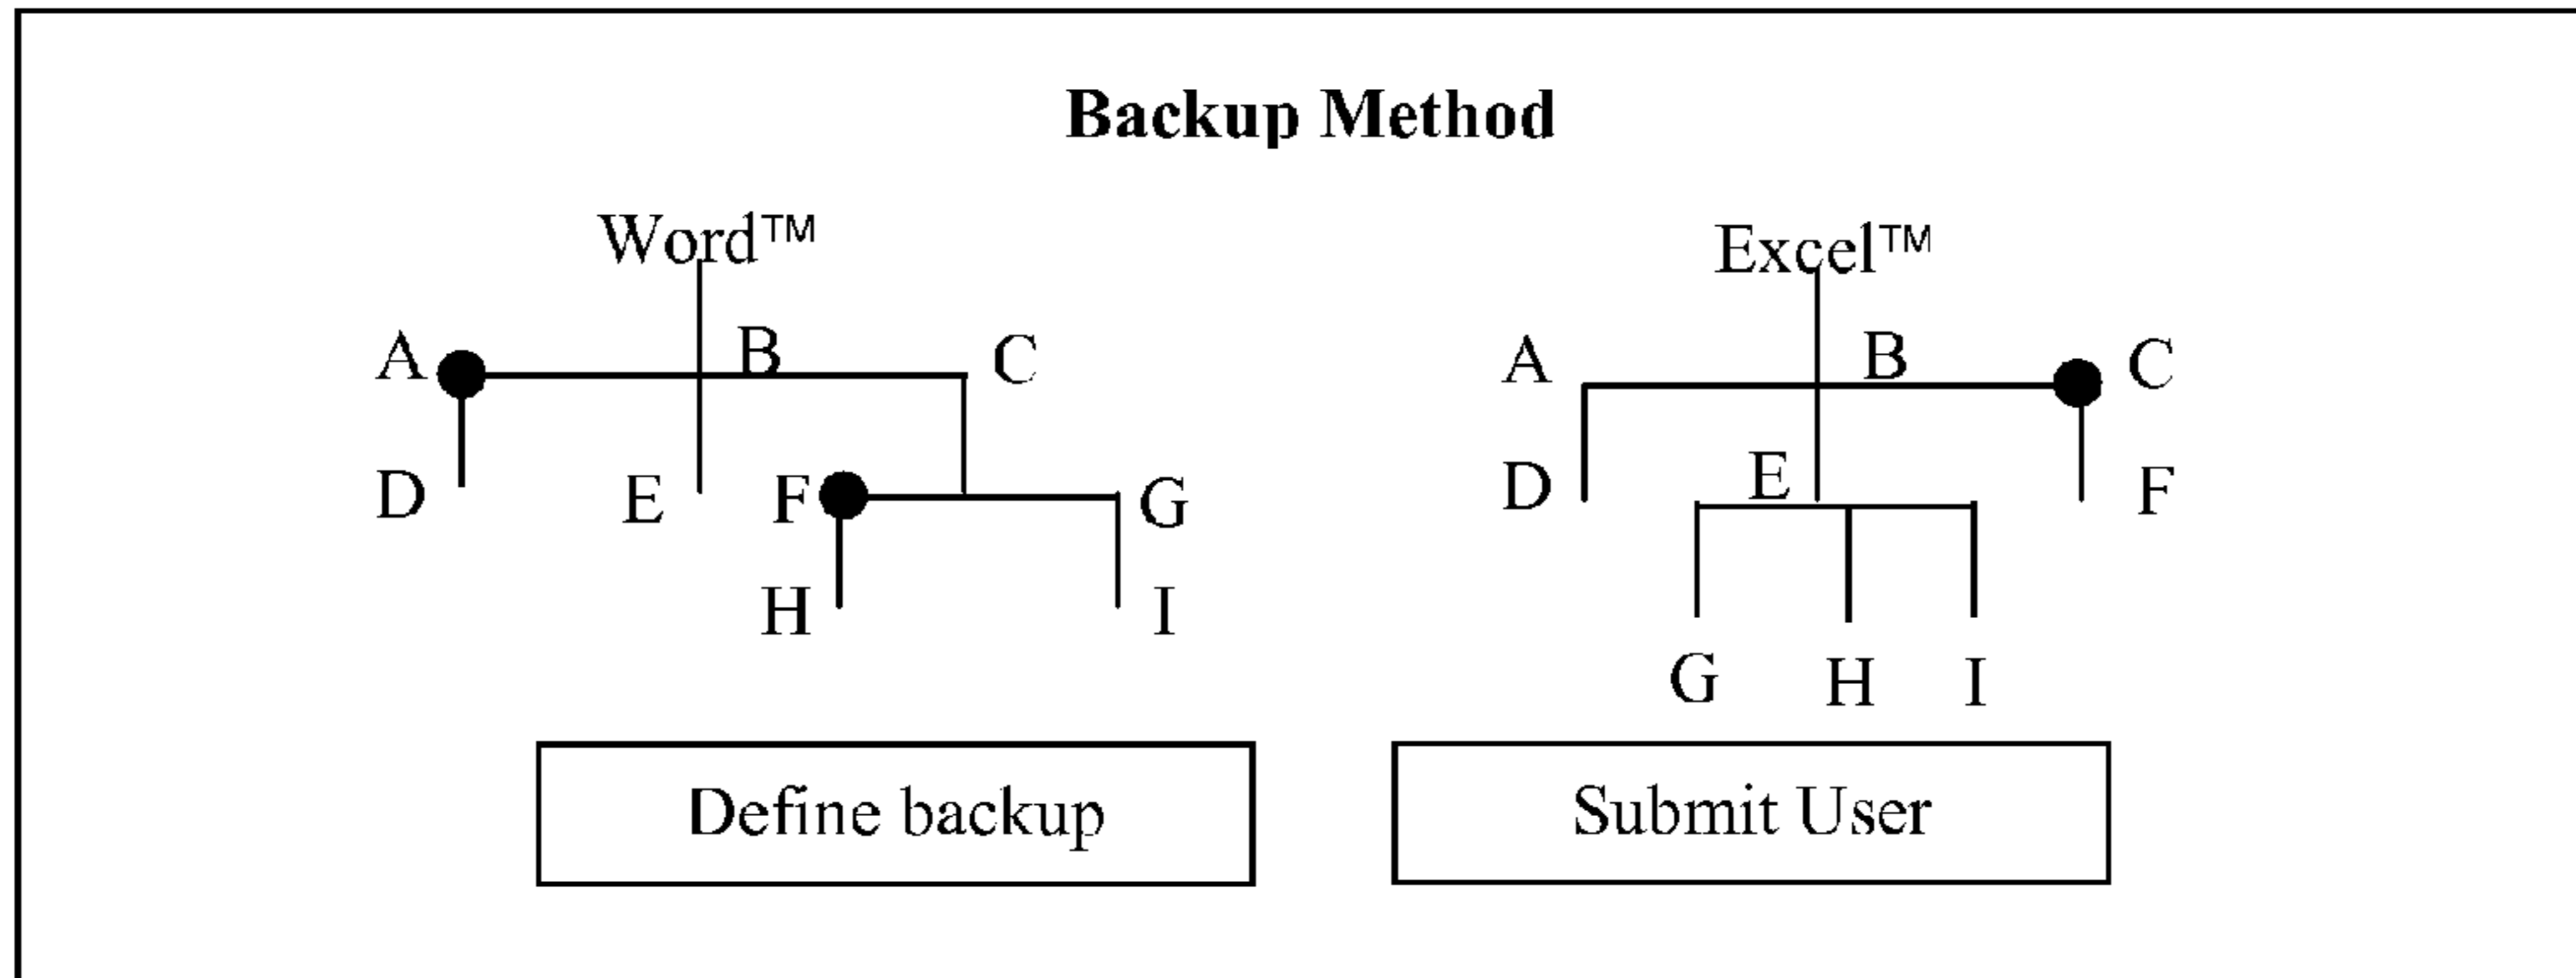 Backup Method
Word™ Excel™
A B C A B C
D E F G D E F
H I
G H I
Define backup Submit User